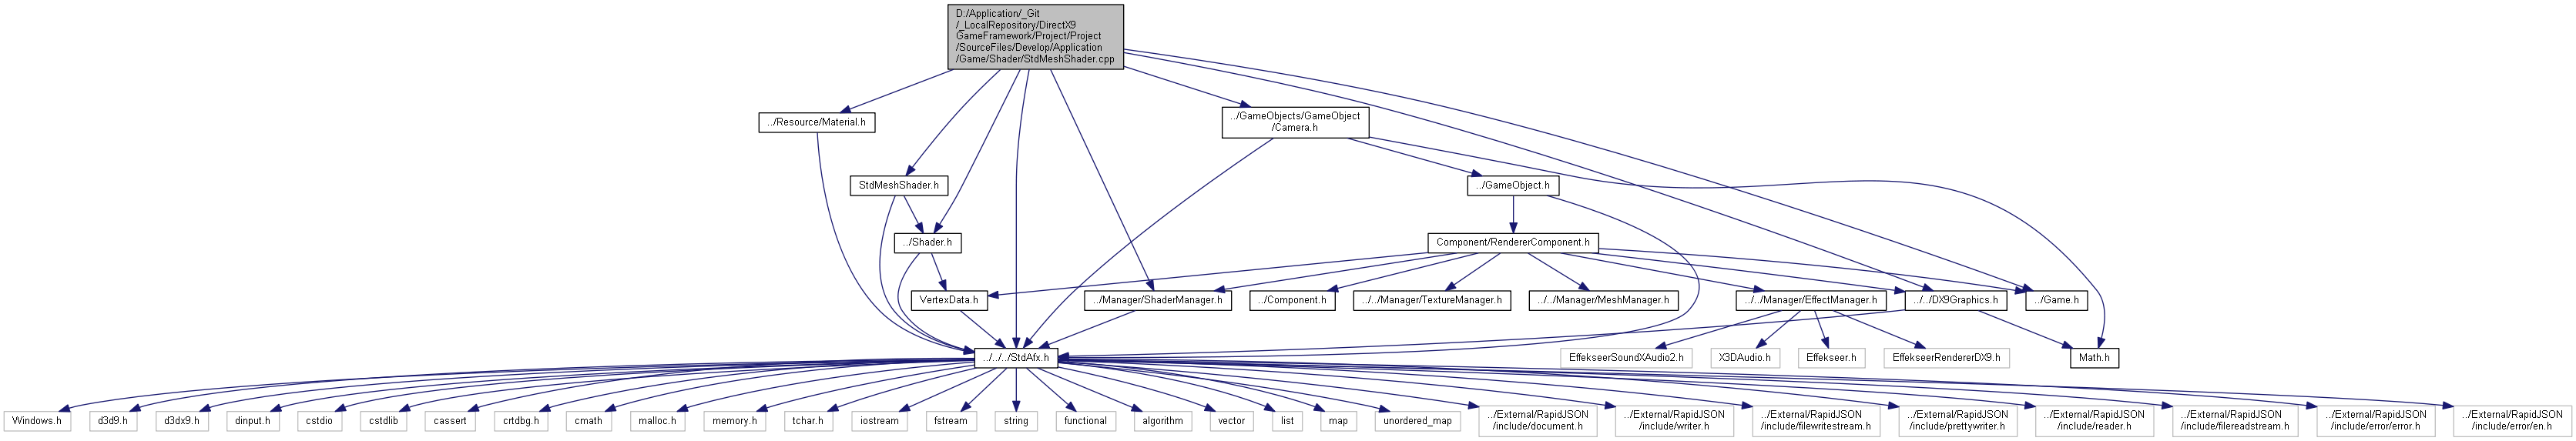 D:/Application/_Git
/_LocalRepository/DirectX9
GameFramework/Project/Project
/SourceFiles/Develop/Application
/Game/Shader/StdMeshShader.cpp
../Resource/Material.h
../GameObjects/GameObject
/Camera.h
StdMeshShader.h
../GameObject.h
../Shader.h
Component/RendererComponent.h
VertexData.h
../Manager/ShaderManager.h
../Component.h
../../Manager/TextureManager.h
../../Manager/MeshManager.h
../../Manager/EffectManager.h
../../DX9Graphics.h
../Game.h
../../../StdAfx.h
EffekseerSoundXAudio2.h
X3DAudio.h
Effekseer.h
EffekseerRendererDX9.h
Math.h
Windows.h
d3d9.h
d3dx9.h
dinput.h
cstdio
cstdlib
cassert
crtdbg.h
cmath
malloc.h
memory.h
tchar.h
iostream
fstream
string
functional
algorithm
vector
list
map
unordered_map
../External/RapidJSON
/include/document.h
../External/RapidJSON
/include/writer.h
../External/RapidJSON
/include/filewritestream.h
../External/RapidJSON
/include/prettywriter.h
../External/RapidJSON
/include/reader.h
../External/RapidJSON
/include/filereadstream.h
../External/RapidJSON
/include/error/error.h
../External/RapidJSON
/include/error/en.h